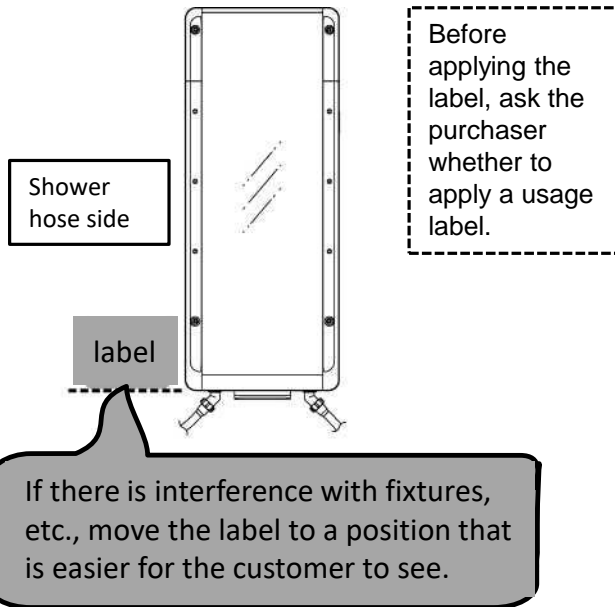 Before
applying the
label, ask the
purchaser
whether to
apply a usage
label.
Shower
hose side
label
If there is interference with fixtures,
etc., move the label to a position that
is easier for the customer to see.